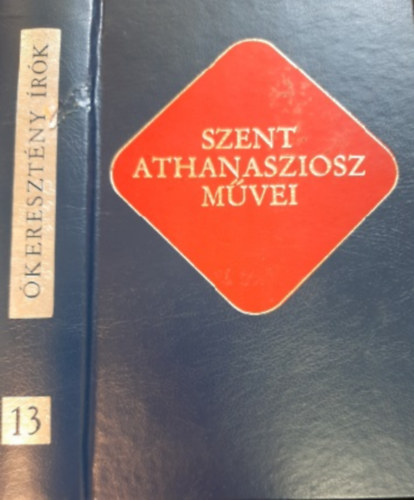 ÓKERESZTÉNY ÍRÓK
13
SZENT
ATHANASZIOSZ
MŰVEI